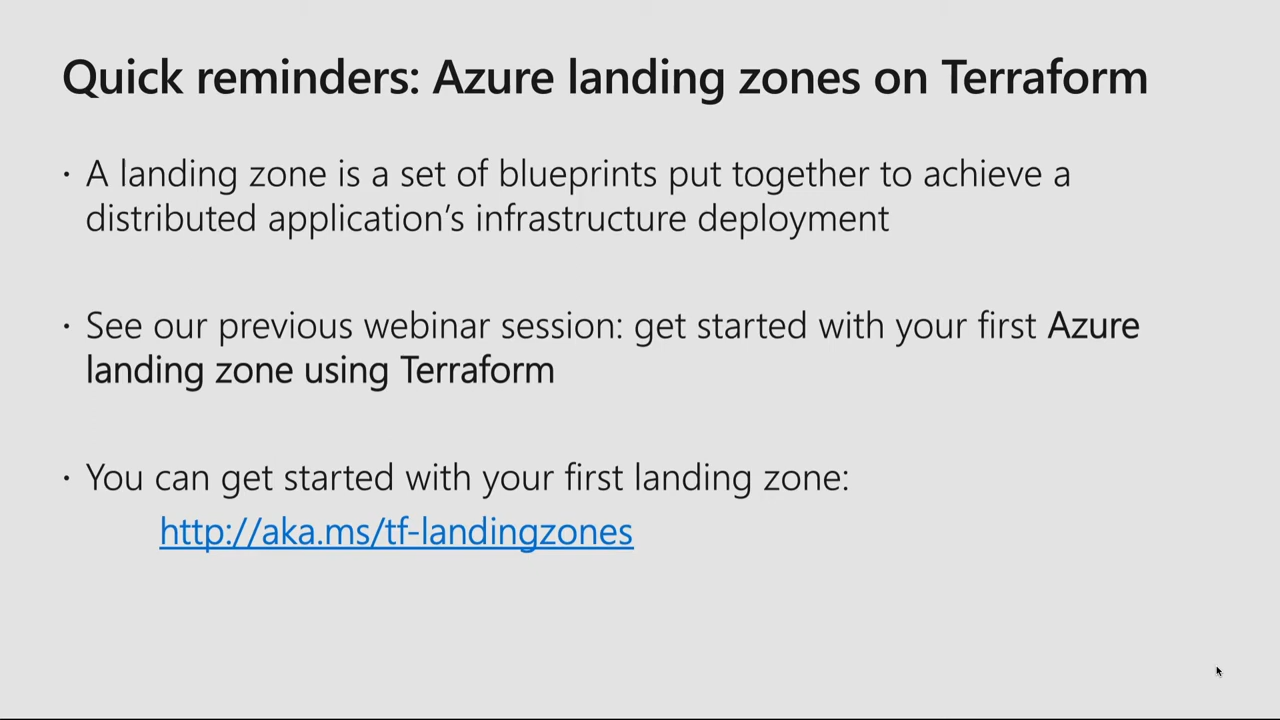 Quick reminders: Azure landing zones on Terraform
· A landing zone is a set of blueprints put together to achieve a
distributed application’s infrastructure deployment
· See our previous webinar session: get started with your first Azure
landing zone using Terraform
· You can get started with your first landing zone:
http://aka.ms/tf-landingzones